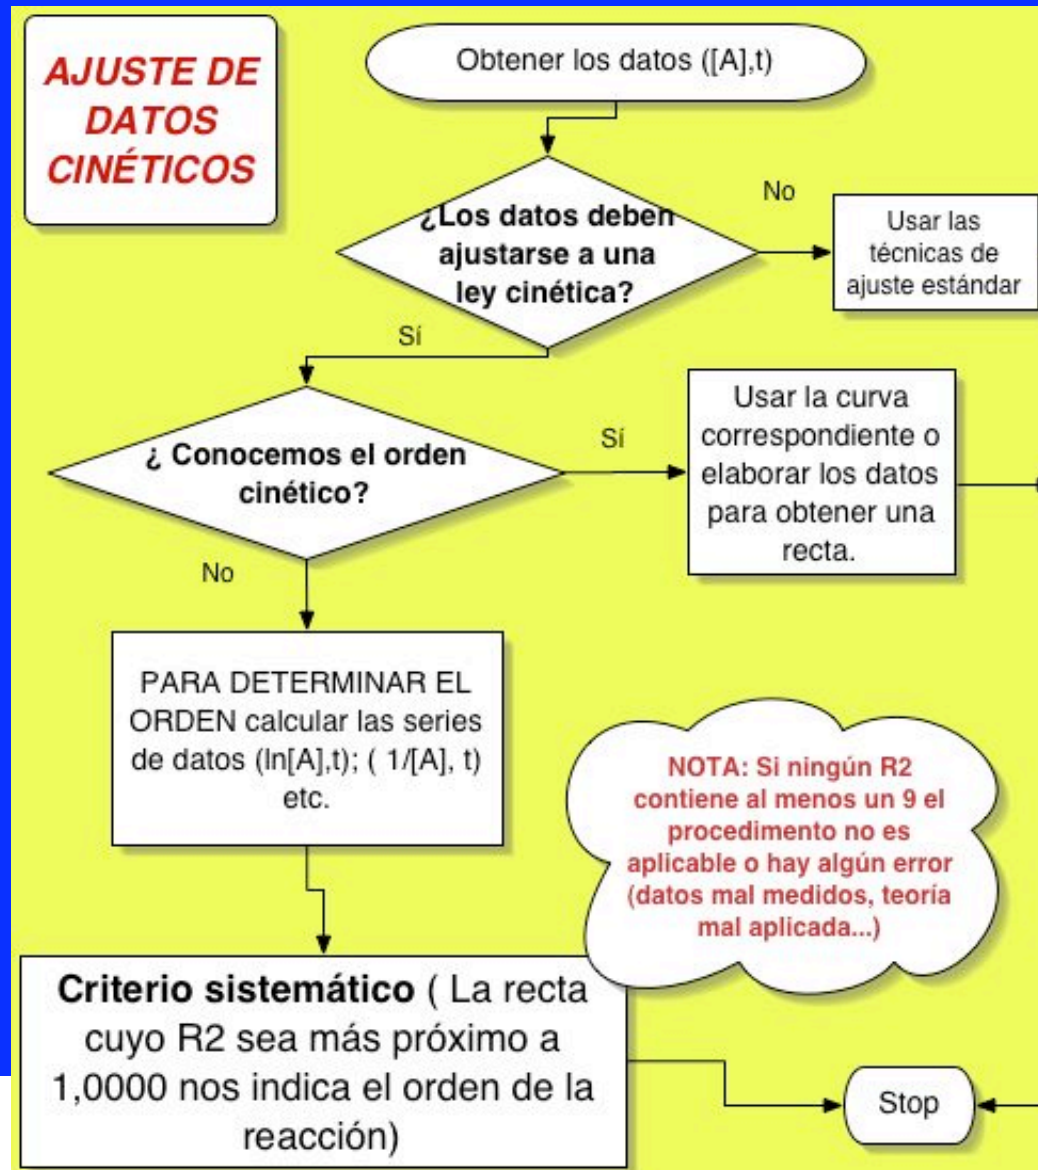 AJUSTE DE
DATOS
CINÉTICOS
Obtener los datos ([A],t)
¿Los datos deben
ajustarse a una
ley cinética?
No
Usar las
técnicas de
ajuste estándar
Sí
¿ Conocemos el orden
cinético?
Sí
Usar la curva
correspondiente o
elaborar los datos
para obtener una
recta.
No
PARA DETERMINAR EL
ORDEN calcular las series
de datos (ln[A],t); ( 1/[A], t)
etc.
NOTA: Si ningún R2
contiene al menos un 9 el
procedimento no es
aplicable o hay algún error
(datos mal medidos, teoría
mal aplicada...)
Criterio sistemático ( La recta
cuyo R2 sea más próximo a
1,0000 nos indica el orden de la
reacción)
Stop